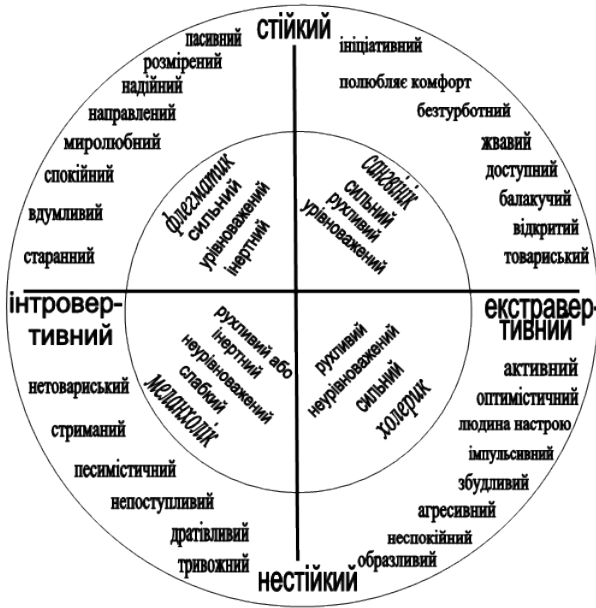 стійкий
пасивний
розмірений
надійний
направлений
миролюбний
спокійний
вдумливий
старанний
ініціативний
полюбляє комфорт
безтурботний
жвавий
доступний
балакучий
відкритий
товариський
флегматик
сильний
урівноважений
інертний
сангвінік
сильний
рухливий
урівноважений
інтровер-
тивний
екстравер-
тивний
рухливий або
інертний
неурівноважений
слабкий
меланхолік
рухливий
неурівноважений
сильний
холерик
нетовариський
стриманий
песимістичний
непоступливий
дратівливий
тривожний
активний
оптимістичний
людина настрою
імпульсивний
збудливий
агресивний
неспокійний
образливий
нестійкий